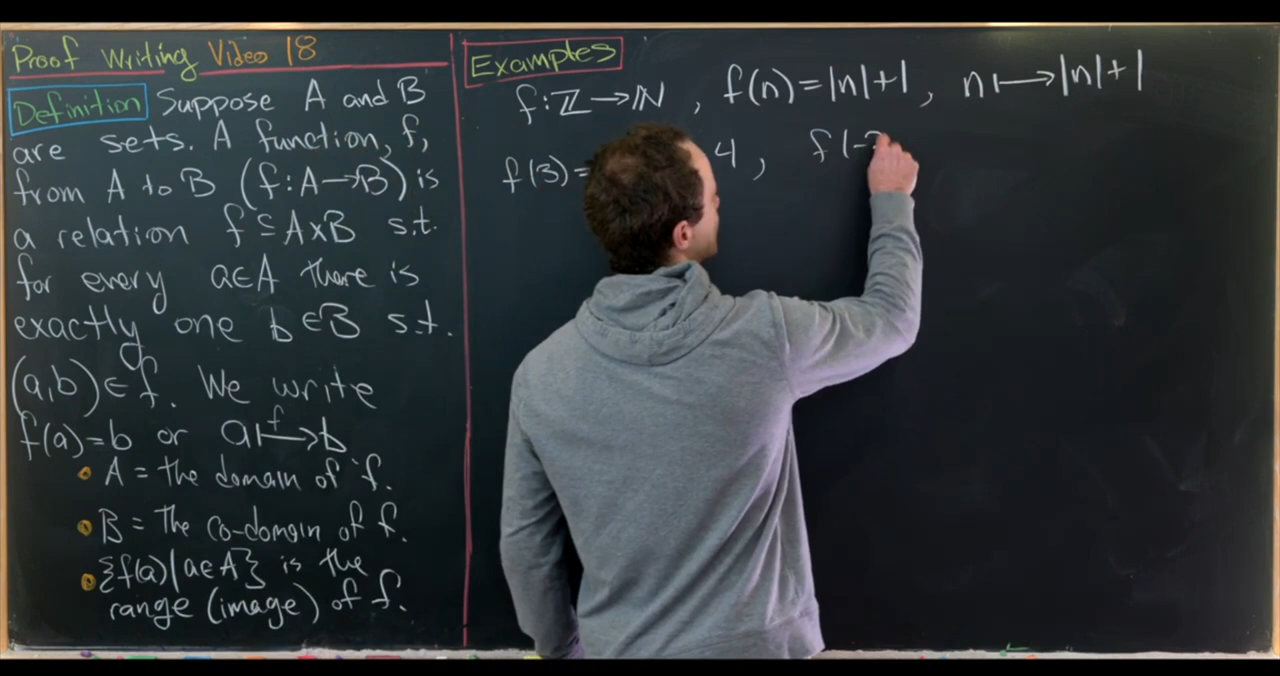 Proof Writing Video 18
Definition Suppose A and B
are sets. A function, f,
from A to B (f:A→B) is
a relation f⊆A×B s.t.
for every a∈A there is
exactly one b∈B s.t.
(a,b)∈f. We write
f(a)=b or a⟼b
f
• A = the domain of f.
• B = the co-domain of f.
• {f(a)|a∈A} is the
range (image) of f.
Examples
f:ℤ→ℕ, f(n)=|n|+1, n⟼|n|+1
f(3)= 4, f(-